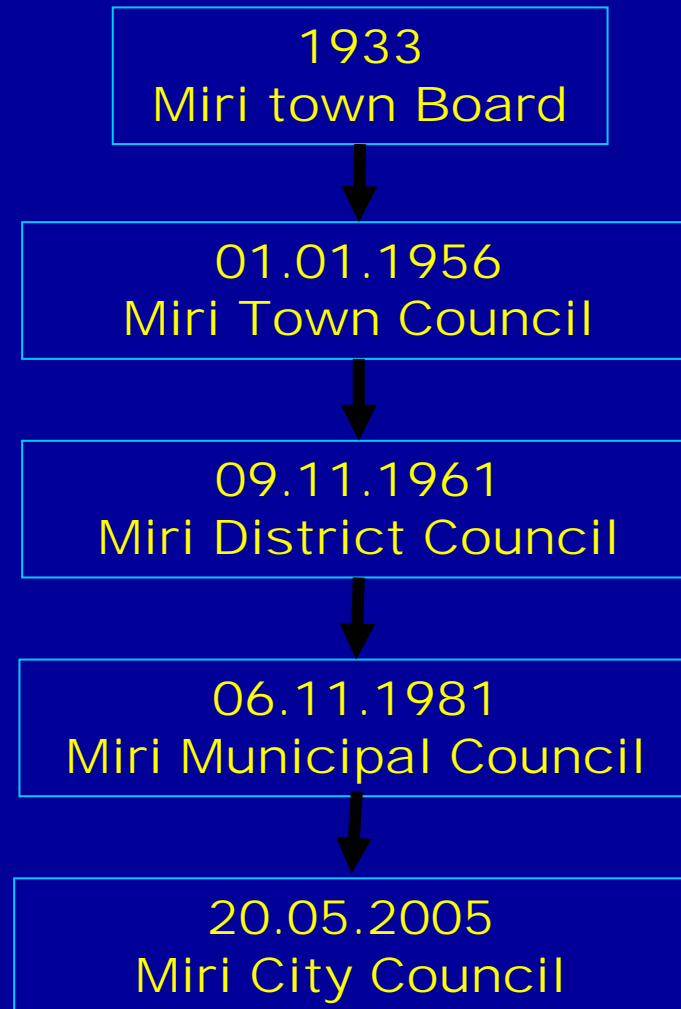 1933
Miri town Board
01.01.1956
Miri Town Council
09.11.1961
Miri District Council
06.11.1981
Miri Municipal Council
20.05.2005
Miri City Council